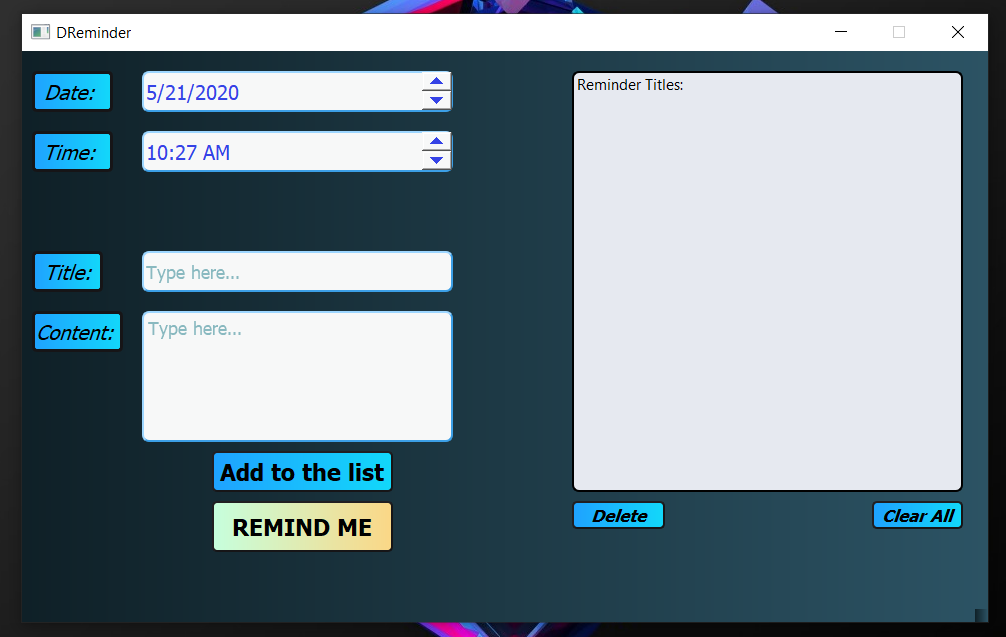 DReminder
Date:
5/21/2020
Time:
10:27 AM
Title:
Type here...
Content:
Type here...
Add to the list
REMIND ME
Reminder Titles:
Delete
Clear All